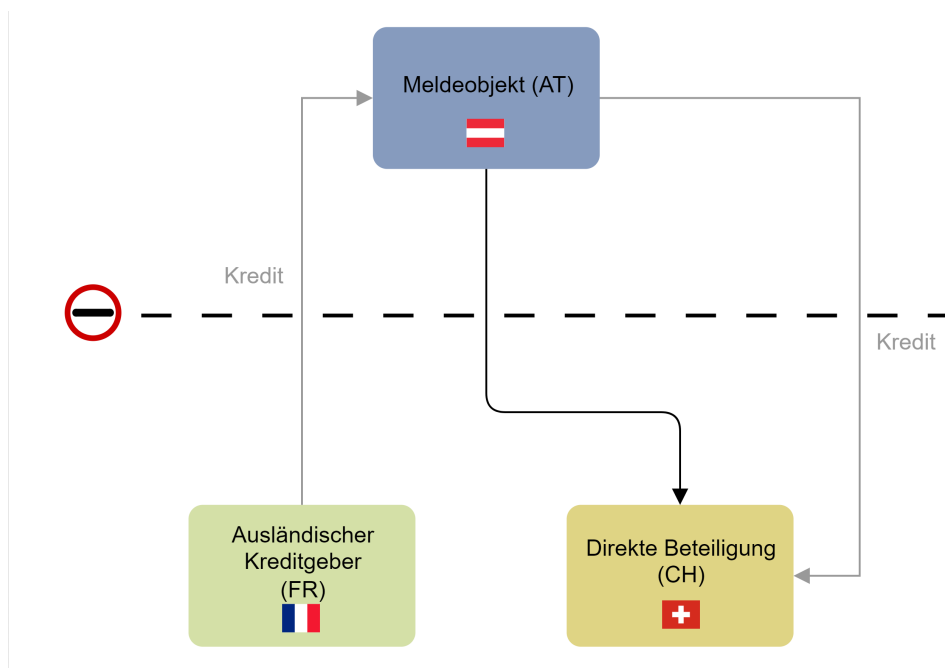 Meldeobjekt (AT)
Kredit
Kredit
Ausländischer
Kreditgeber
(FR)
Direkte Beteiligung
(CH)